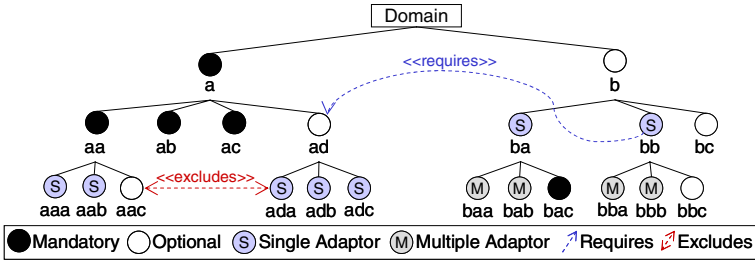 Domain
<<requires>>
a b
aa ab ac ad ba bb bc
S S
<<excludes>>
S S S S S M M M M
aaa aab aac ada adb adc baa bab bac bba bbb bbc
Mandatory Optional S Single Adaptor M Multiple Adaptor Requires Excludes